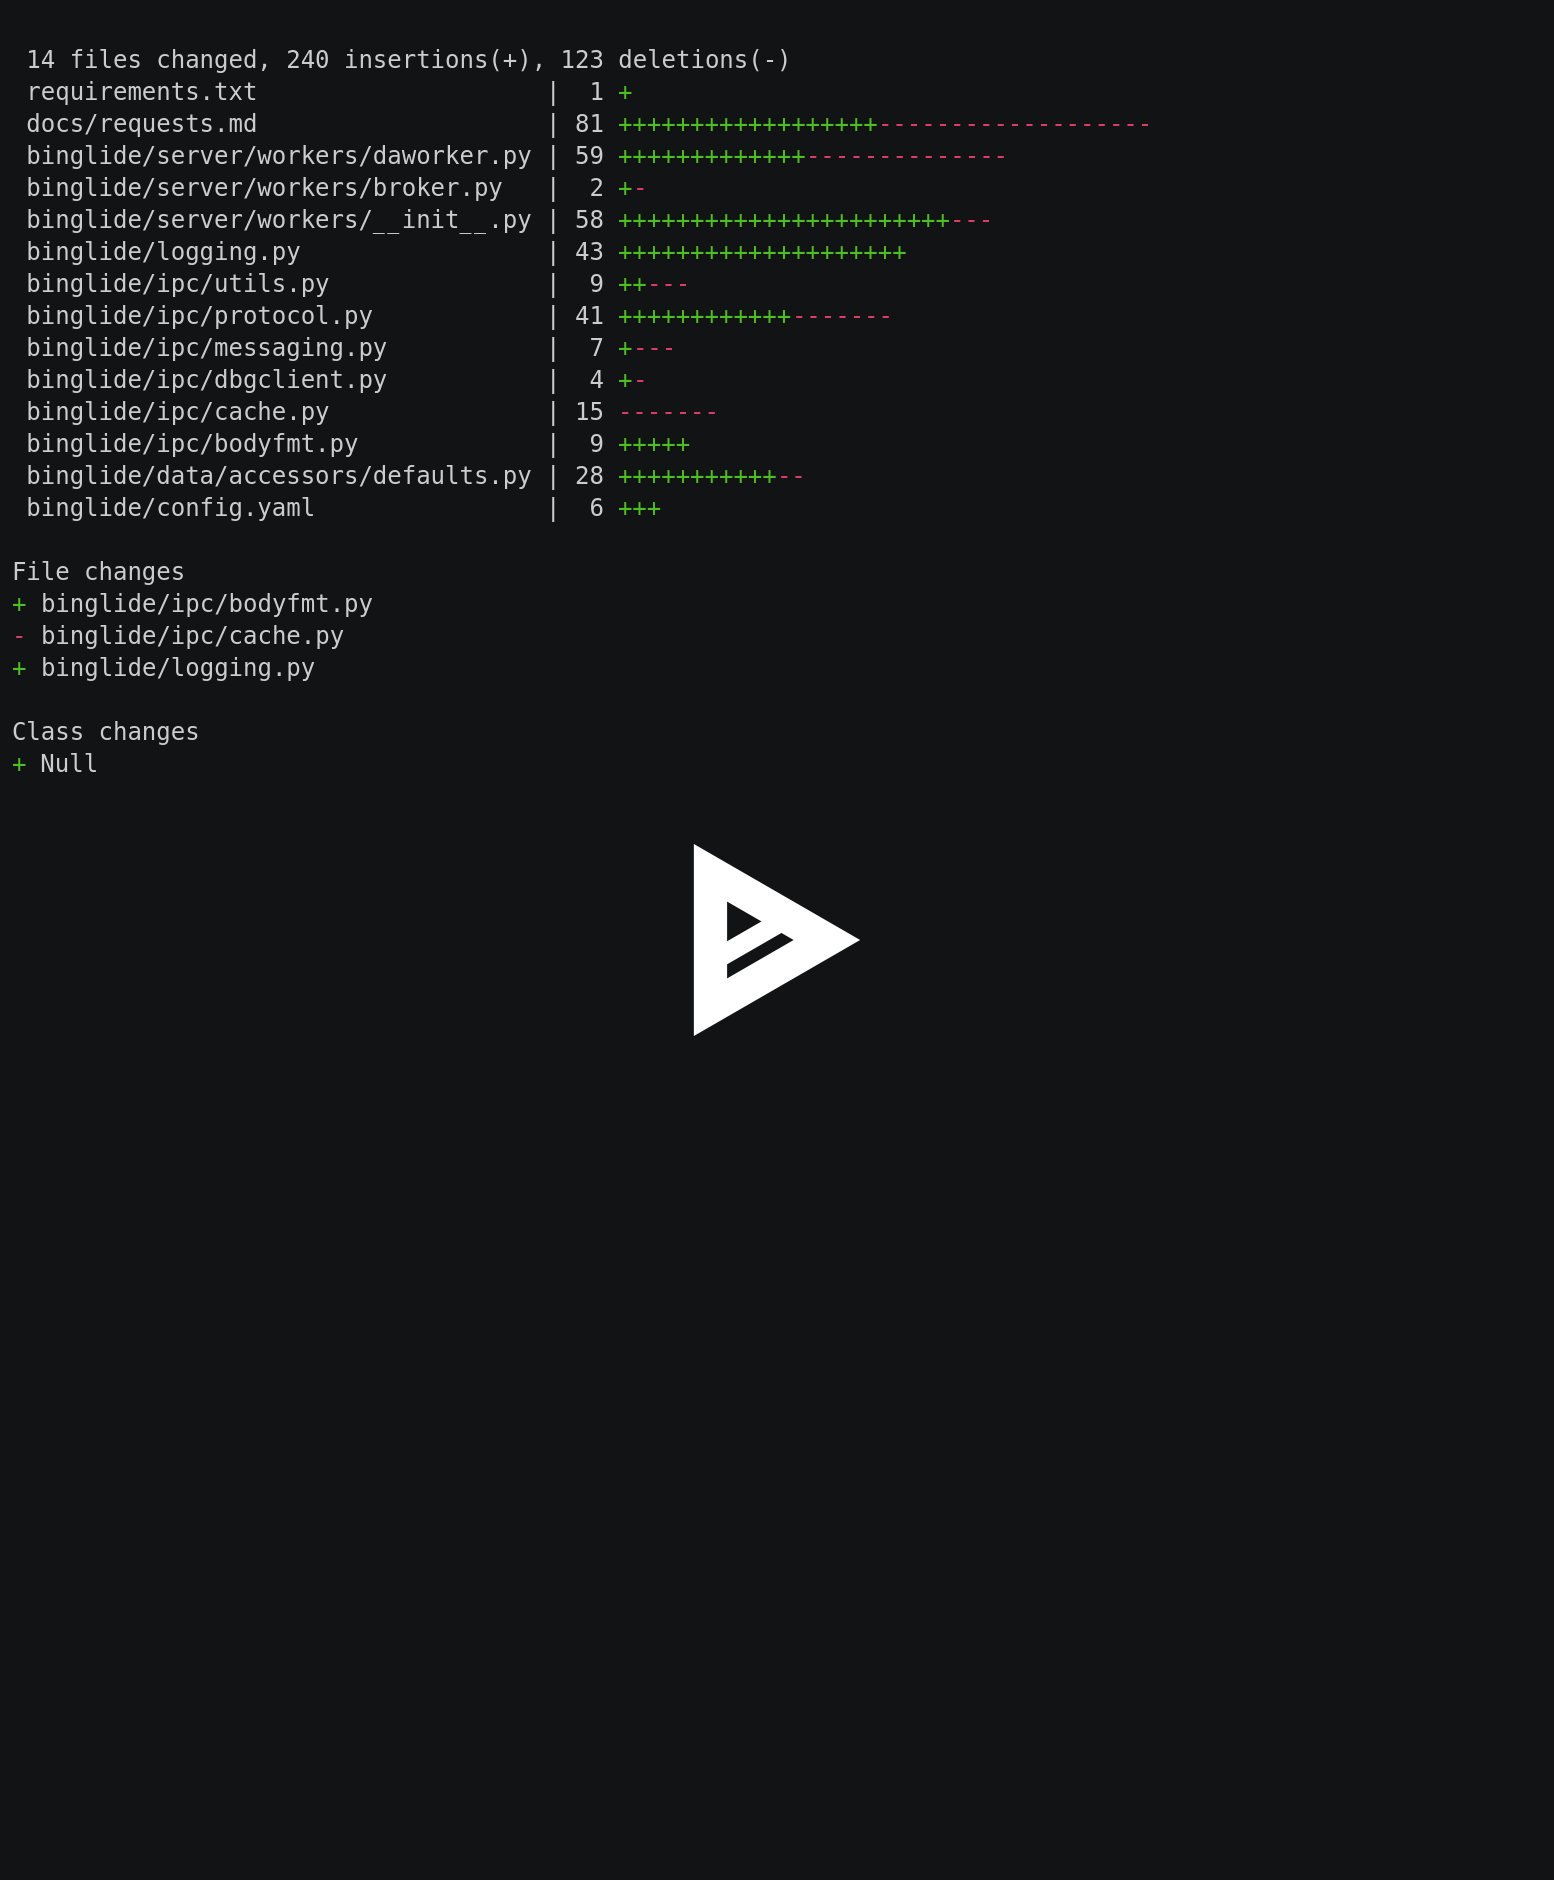 14 files changed, 240 insertions(+), 123 deletions(-)
requirements.txt                    |  1 +
docs/requests.md                    | 81 ++++++++++++++++++-------------------
binglide/server/workers/daworker.py | 59 +++++++++++++--------------
binglide/server/workers/broker.py   |  2 +-
binglide/server/workers/__init__.py | 58 +++++++++++++++++++++++---
binglide/logging.py                 | 43 ++++++++++++++++++++
binglide/ipc/utils.py               |  9 ++---
binglide/ipc/protocol.py            | 41 ++++++++++++-------
binglide/ipc/messaging.py           |  7 +---
binglide/ipc/dbgclient.py           |  4 +-
binglide/ipc/cache.py               | 15 -------
binglide/ipc/bodyfmt.py             |  9 +++++
binglide/data/accessors/defaults.py | 28 +++++++++++--
binglide/config.yaml                |  6 +++
File changes
+ binglide/ipc/bodyfmt.py
- binglide/ipc/cache.py
+ binglide/logging.py
Class changes
+ Null